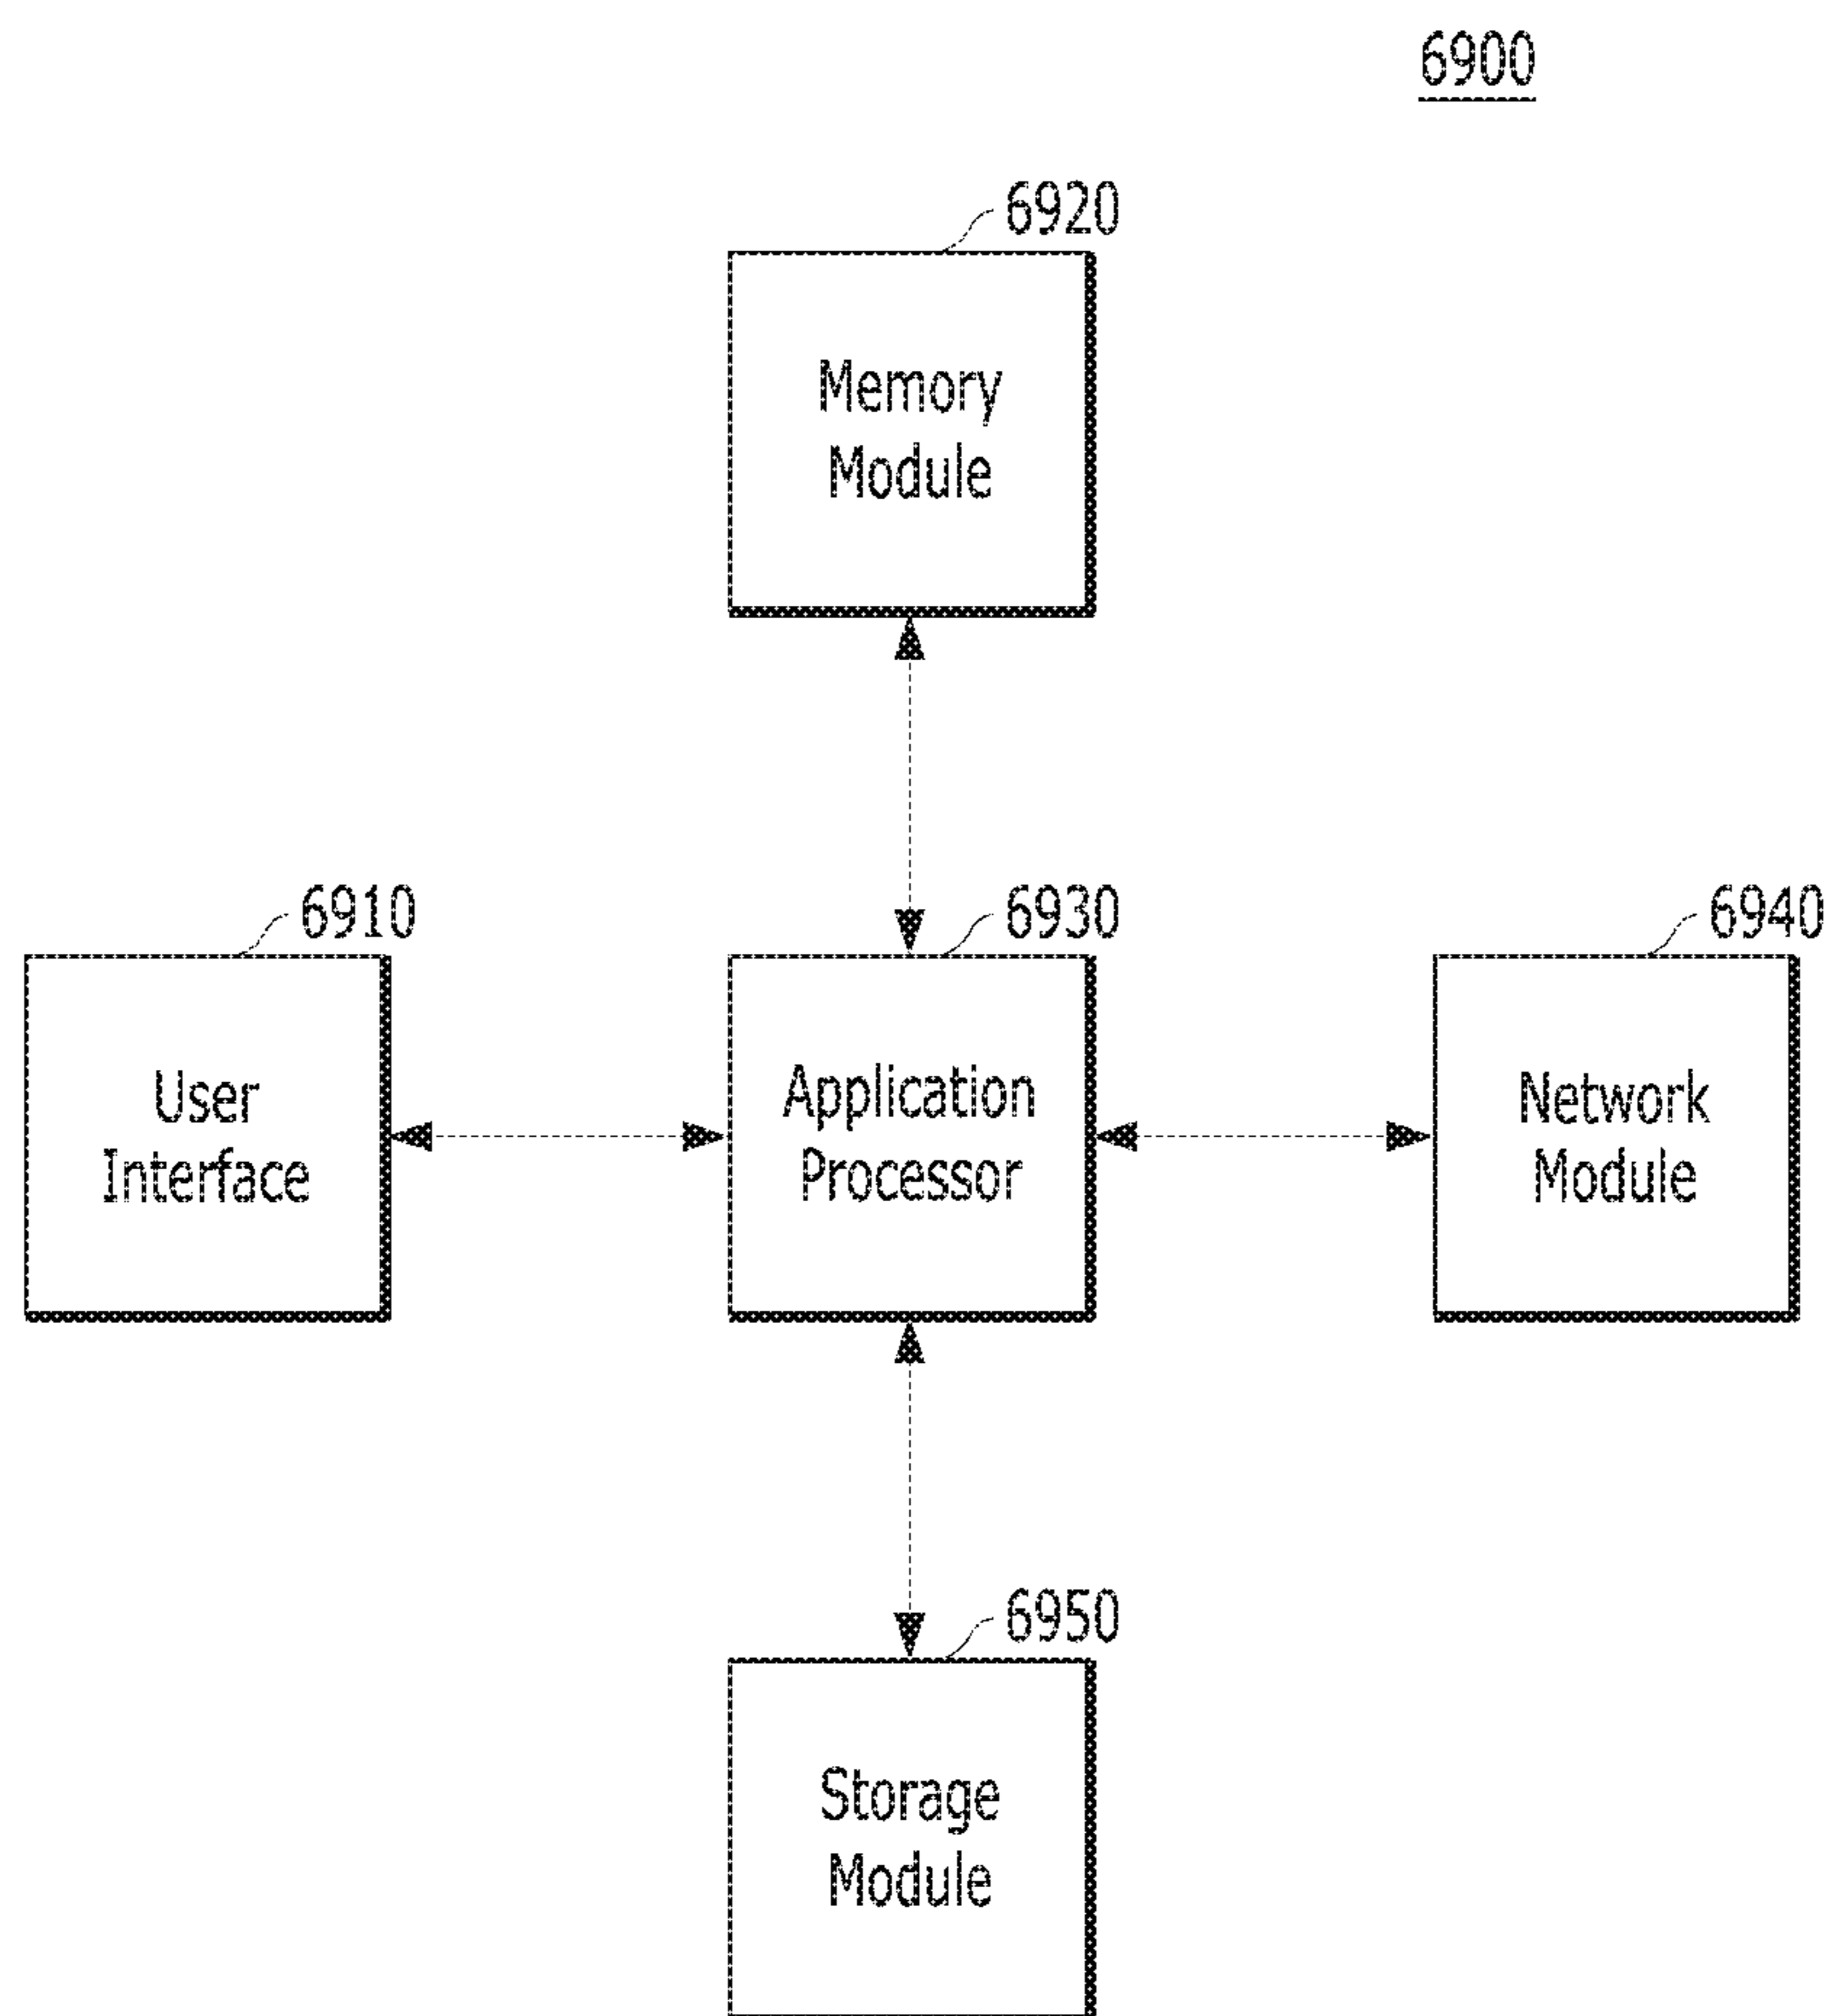 6900
6920
Memory
Module
6910
6930
6940
User
Interface
Application
Processor
Network
Module
6950
Storage
Module